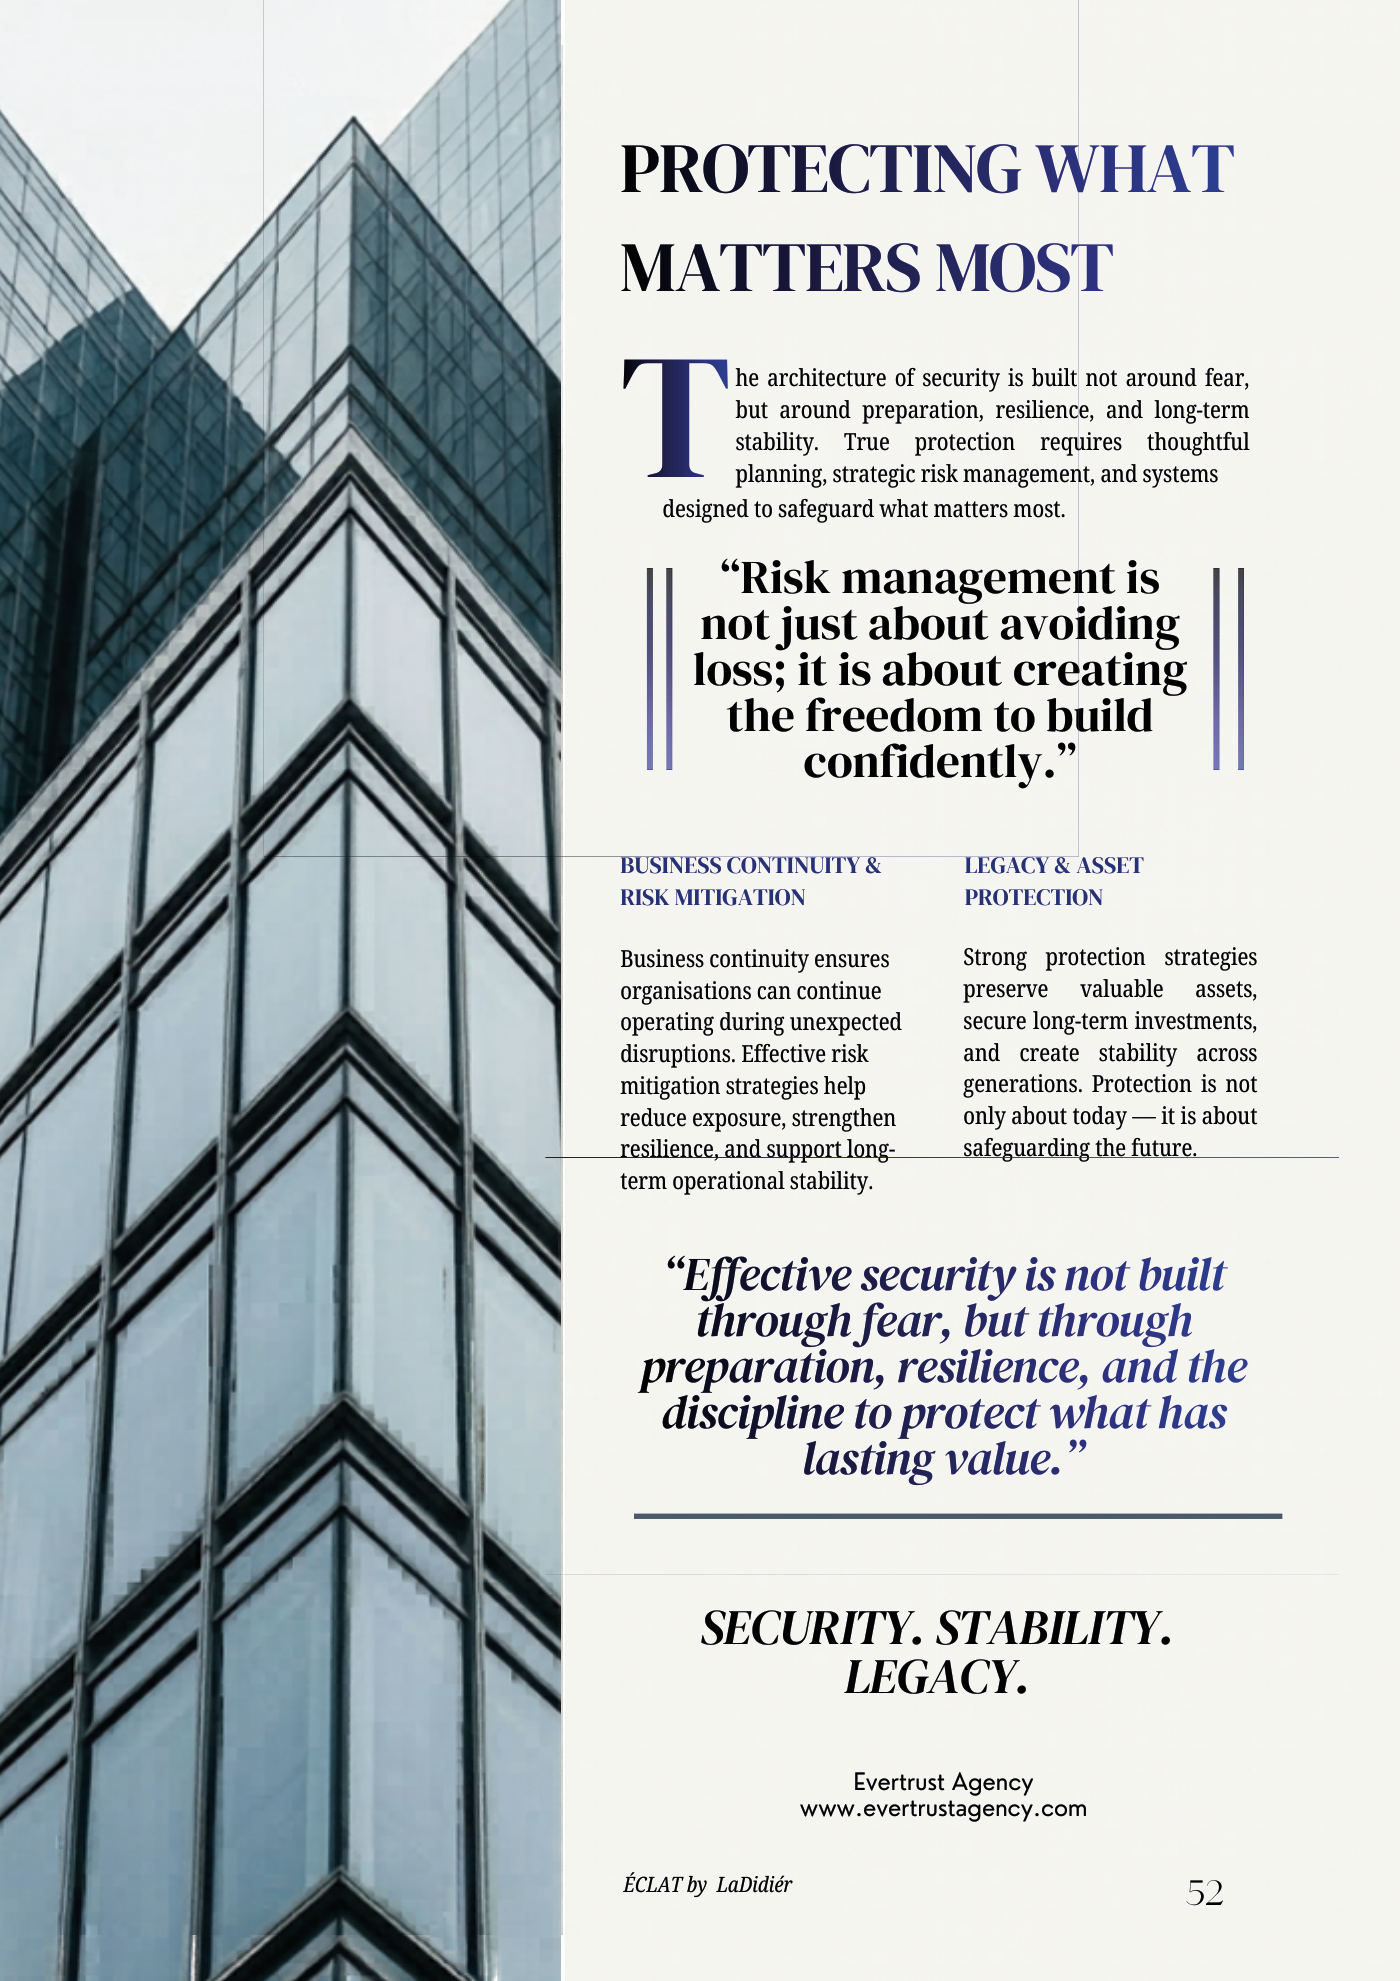 PROTECTING WHAT
MATTERS MOST
The architecture of security is built not around fear,
but around preparation, resilience, and long-term
stability. True protection requires thoughtful
planning, strategic risk management, and systems
designed to safeguard what matters most.
“Risk management is
not just about avoiding
loss; it is about creating
the freedom to build
confidently.”
BUSINESS CONTINUITY &
RISK MITIGATION
Business continuity ensures
organisations can continue
operating during unexpected
disruptions. Effective risk
mitigation strategies help
reduce exposure, strengthen
resilience, and support long-
term operational stability.
LEGACY & ASSET
PROTECTION
Strong protection strategies
preserve valuable assets,
secure long-term investments,
and create stability across
generations. Protection is not
only about today — it is about
safeguarding the future.
“Effective security is not built
through fear, but through
preparation, resilience, and the
discipline to protect what has
lasting value.”
SECURITY. STABILITY.
LEGACY.
Evertrust Agency
www.evertrustagency.com
ÉCLAT by LaDidiér
52